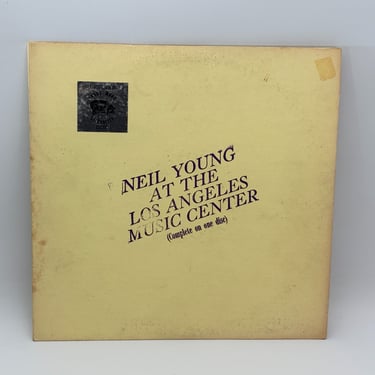 NEIL YOUNG
AT THE
LOS ANGELES
MUSIC CENTER
(Complete on one disc)